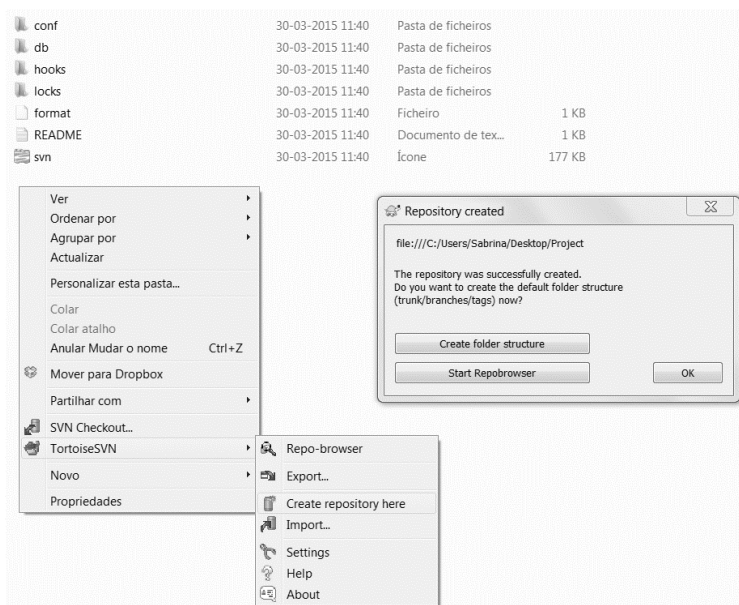 conf 30-03-2015 11:40 Pasta de ficheiros
db 30-03-2015 11:40 Pasta de ficheiros
hooks 30-03-2015 11:40 Pasta de ficheiros
locks 30-03-2015 11:40 Pasta de ficheiros
format 30-03-2015 11:40 Ficheiro 1 KB
README 30-03-2015 11:40 Documento de tex... 1 KB
svn 30-03-2015 11:40 Ícone 177 KB
Ver
Ordenar por
Agrupar por
Actualizar
Personalizar esta pasta...
Colar
Colar atalho
Anular Mudar o nome Ctrl+Z
Mover para Dropbox
Partilhar com
SVN Checkout...
TortoiseSVN
Novo
Propriedades
Repo-browser
Export...
Create repository here
Import...
Settings
Help
About
Repository created
file:///C:/Users/Sabrina/Desktop/Project
The repository was successfully created.
Do you want to create the default folder structure
(trunk/branches/tags) now?
Create folder structure
Start Repobrowser
OK